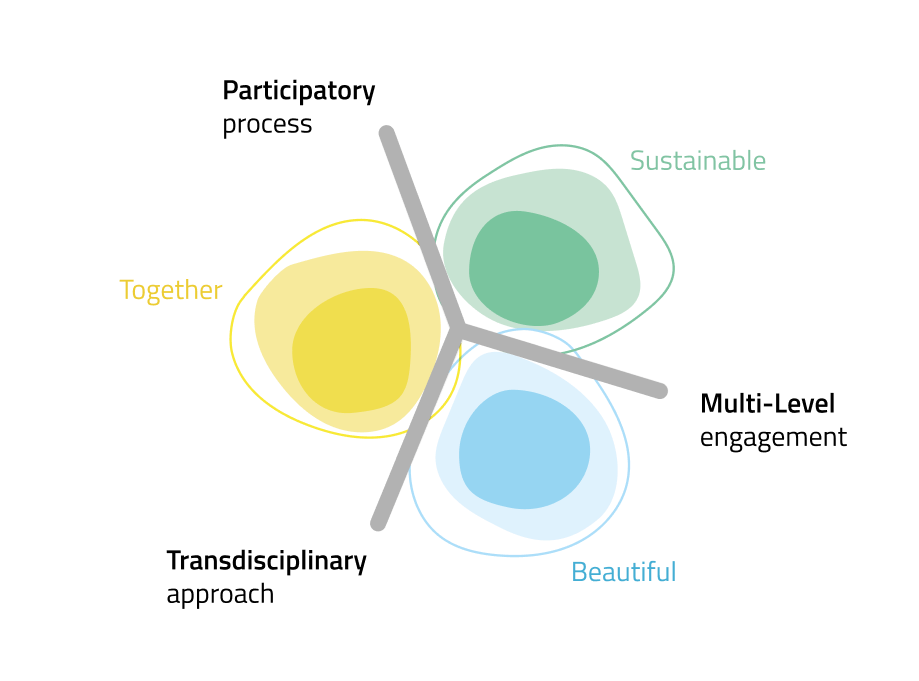 Participatory
process
Sustainable
Together
Multi-Level
engagement
Transdisciplinary
approach
Beautiful